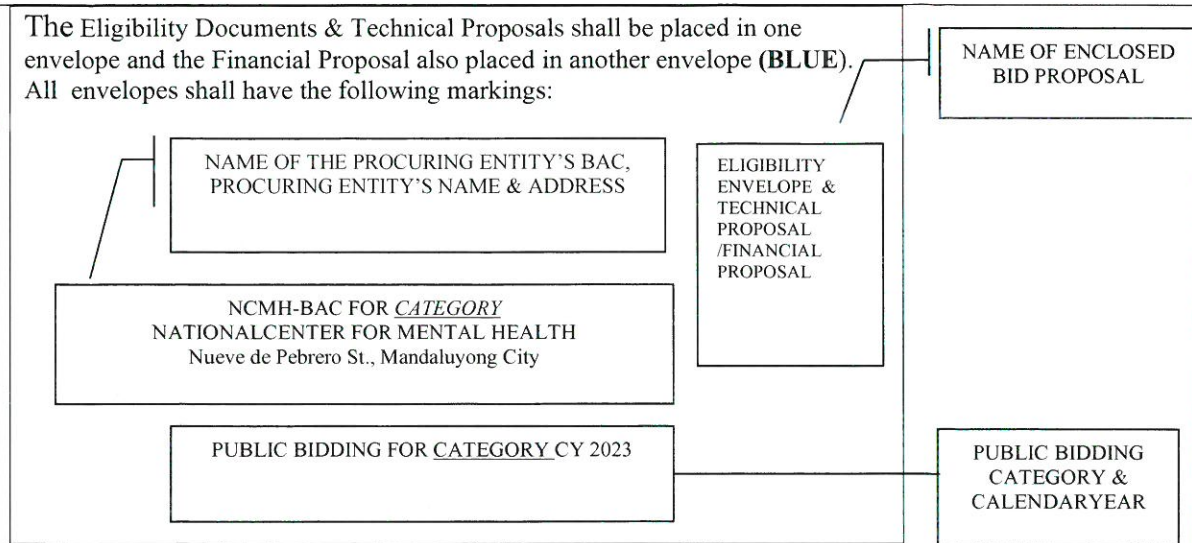 The Eligibility Documents & Technical Proposals shall be placed in one
envelope and the Financial Proposal also placed in another envelope (BLUE).
All envelopes shall have the following markings:
NAME OF ENCLOSED
BID PROPOSAL
NAME OF THE PROCURING ENTITY'S BAC,
PROCURING ENTITY'S NAME & ADDRESS
ELIGIBILITY
ENVELOPE &
TECHNICAL
PROPOSAL
/FINANCIAL
PROPOSAL
NCMH-BAC FOR CATEGORY
NATIONALCENTER FOR MENTAL HEALTH
Nueve de Pebrero St., Mandaluyong City
PUBLIC BIDDING FOR CATEGORY CY 2023
PUBLIC BIDDING
CATEGORY &
CALENDARYEAR